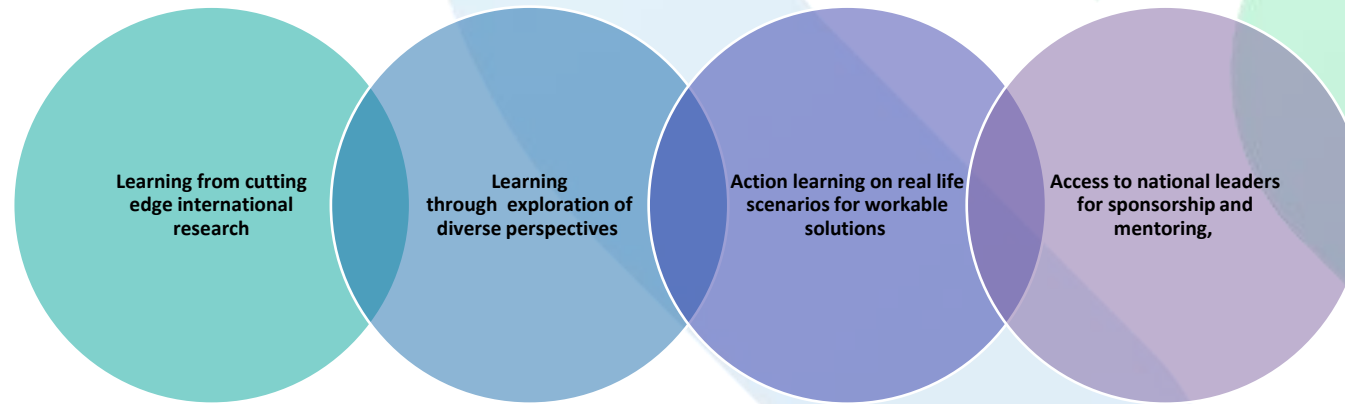 Learning from cutting
edge international
research
Learning
through  exploration of
diverse perspectives
Action learning on real life
scenarios for workable
solutions
Access to national leaders
for sponsorship and
mentoring,